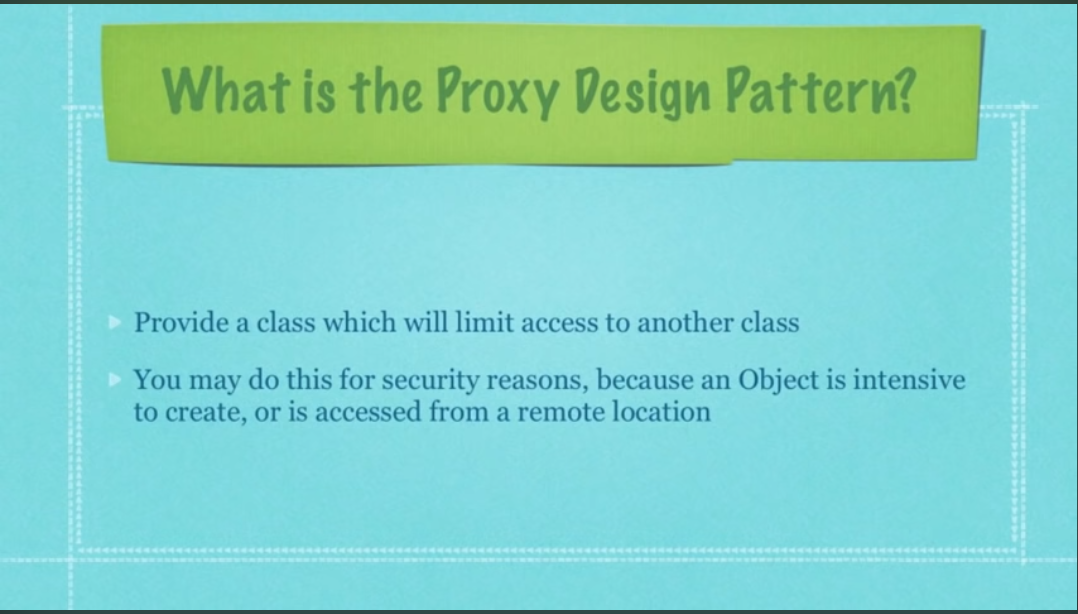 What is the Proxy Design Pattern?
Provide a class which will limit access to another class
You may do this for security reasons, because an Object is intensive
to create, or is accessed from a remote location